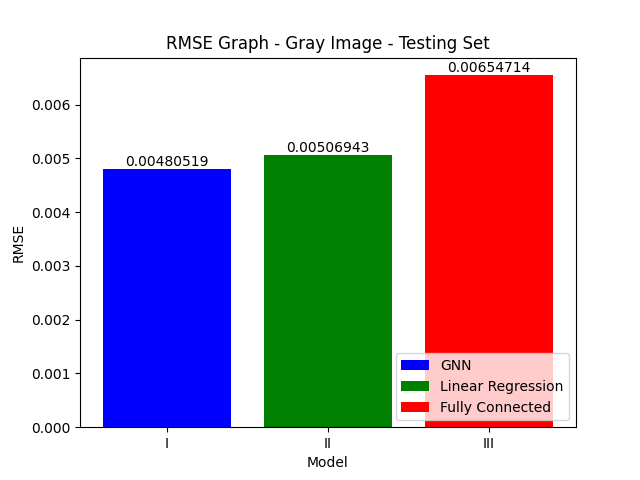 RMSE Graph - Gray Image - Testing Set
0.00654714
0.006
0.00506943
0.005
0.00480519
0.004
RMSE
0.003
0.002
0.001
GNN
Linear Regression
Fully Connected
0.000
I
II
III
Model